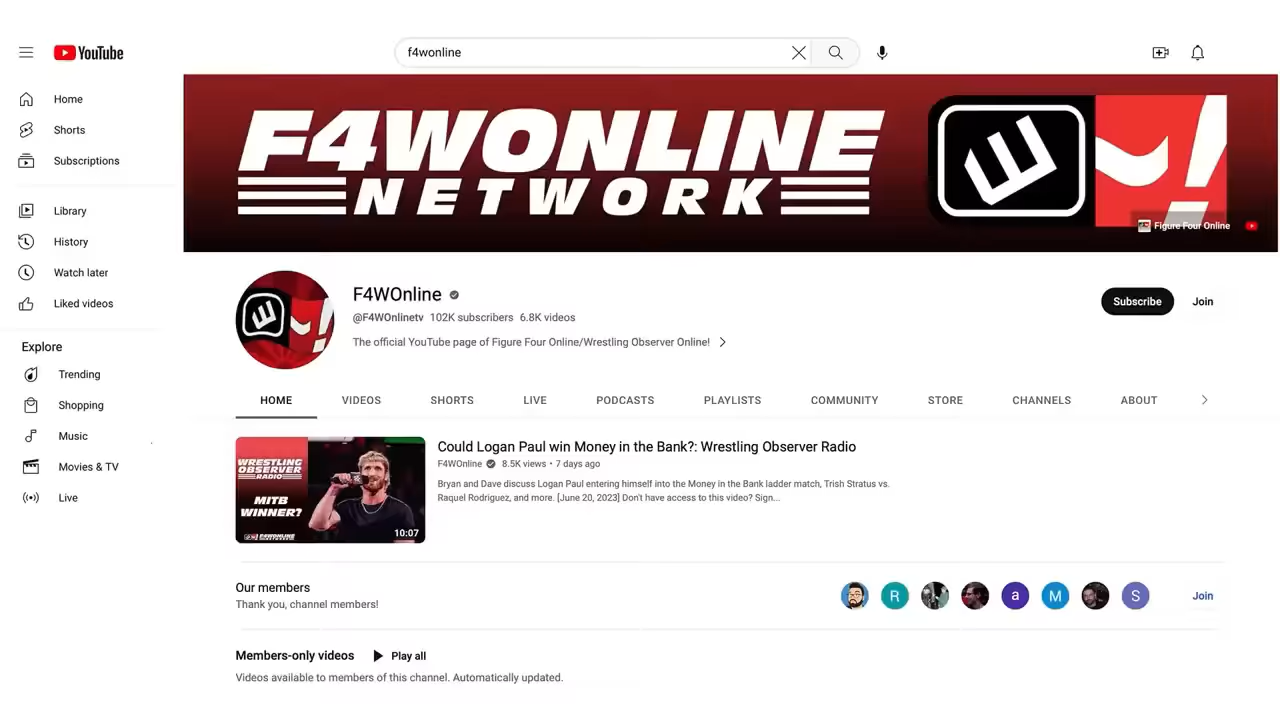 YouTube
f4wonline
Home
Shorts
Subscriptions
Library
History
Watch later
Liked videos
Explore
Trending
Shopping
Music
Movies & TV
Live
F4WONLINE
NETWORK
Figure Four Online
F4WOnline
@F4WOnlinetv 102K subscribers 6.8K videos
The official YouTube page of Figure Four Online/Wrestling Observer Online!
Subscribe
Join
HOME VIDEOS SHORTS LIVE PODCASTS PLAYLISTS COMMUNITY STORE CHANNELS ABOUT
WRESTLING
OBSERVER
RADIO
MITB
WINNER?
F4WONLINE
10:07
Could Logan Paul win Money in the Bank?: Wrestling Observer Radio
F4WOnline 8.5K views • 7 days ago
Bryan and Dave discuss Logan Paul entering himself into the Money in the Bank ladder match, Trish Stratus vs.
Raquel Rodriguez, and more. [June 20, 2023] Don't have access to this video? Sign...
Our members
Thank you, channel members!
R a M S
Join
Members-only videos Play all
Videos available to members of this channel. Automatically updated.